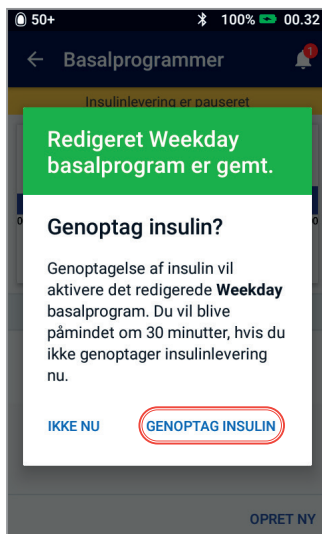 50+ 100% 00.32
Basalprogrammer
1
Insulinlevering er pauseret
Redigeret Weekday
basalprogram er gemt.
Genoptag insulin?
Genoptagelse af insulin vil
aktivere det redigerede Weekday
basalprogram. Du vil blive
påmindet om 30 minutter, hvis du
ikke genoptager insulinlevering
nu.
IKKE NU GENOPTAG INSULIN
OPRET NY